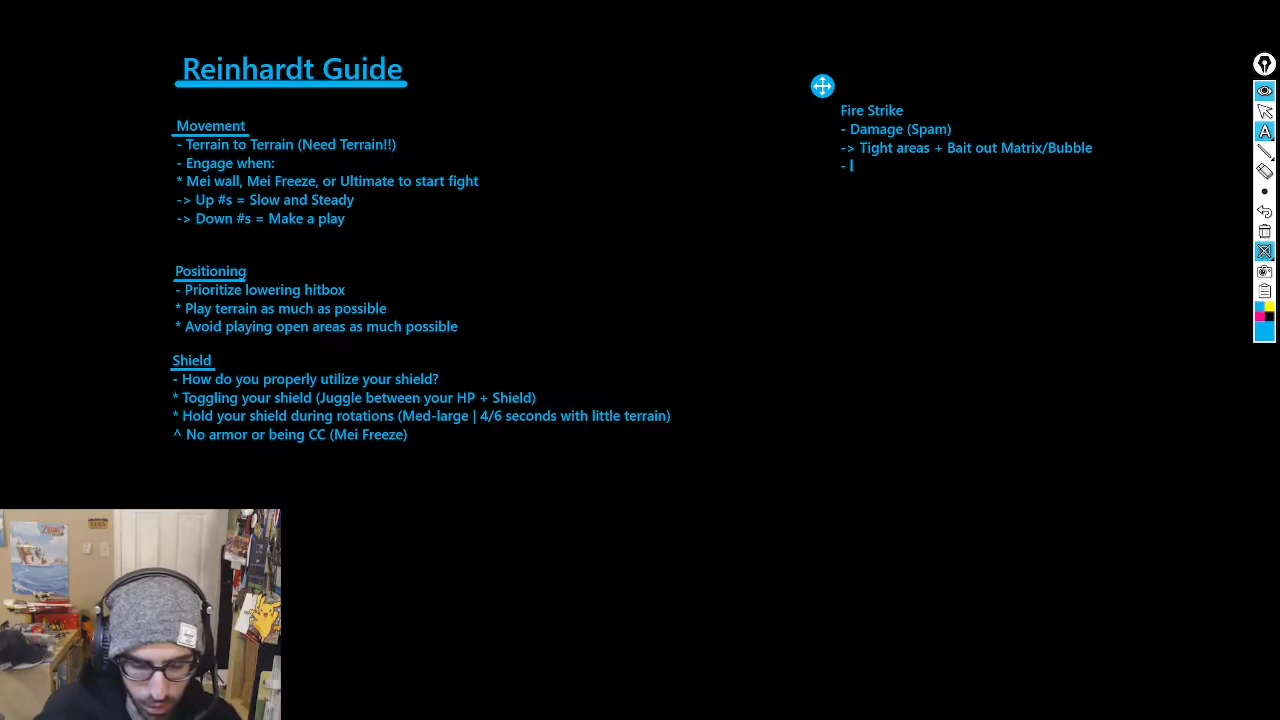 Reinhardt Guide
Movement
- Terrain to Terrain (Need Terrain!!)
- Engage when:
* Mei wall, Mei Freeze, or Ultimate to start fight
-> Up #s = Slow and Steady
-> Down #s = Make a play
Positioning
- Prioritize lowering hitbox
* Play terrain as much as possible
* Avoid playing open areas as much possible
Shield
- How do you properly utilize your shield?
* Toggling your shield (Juggle between your HP + Shield)
* Hold your shield during rotations (Med-large | 4/6 seconds with little terrain)
^ No armor or being CC (Mei Freeze)
Fire Strike
- Damage (Spam)
-> Tight areas + Bait out Matrix/Bubble
-
A